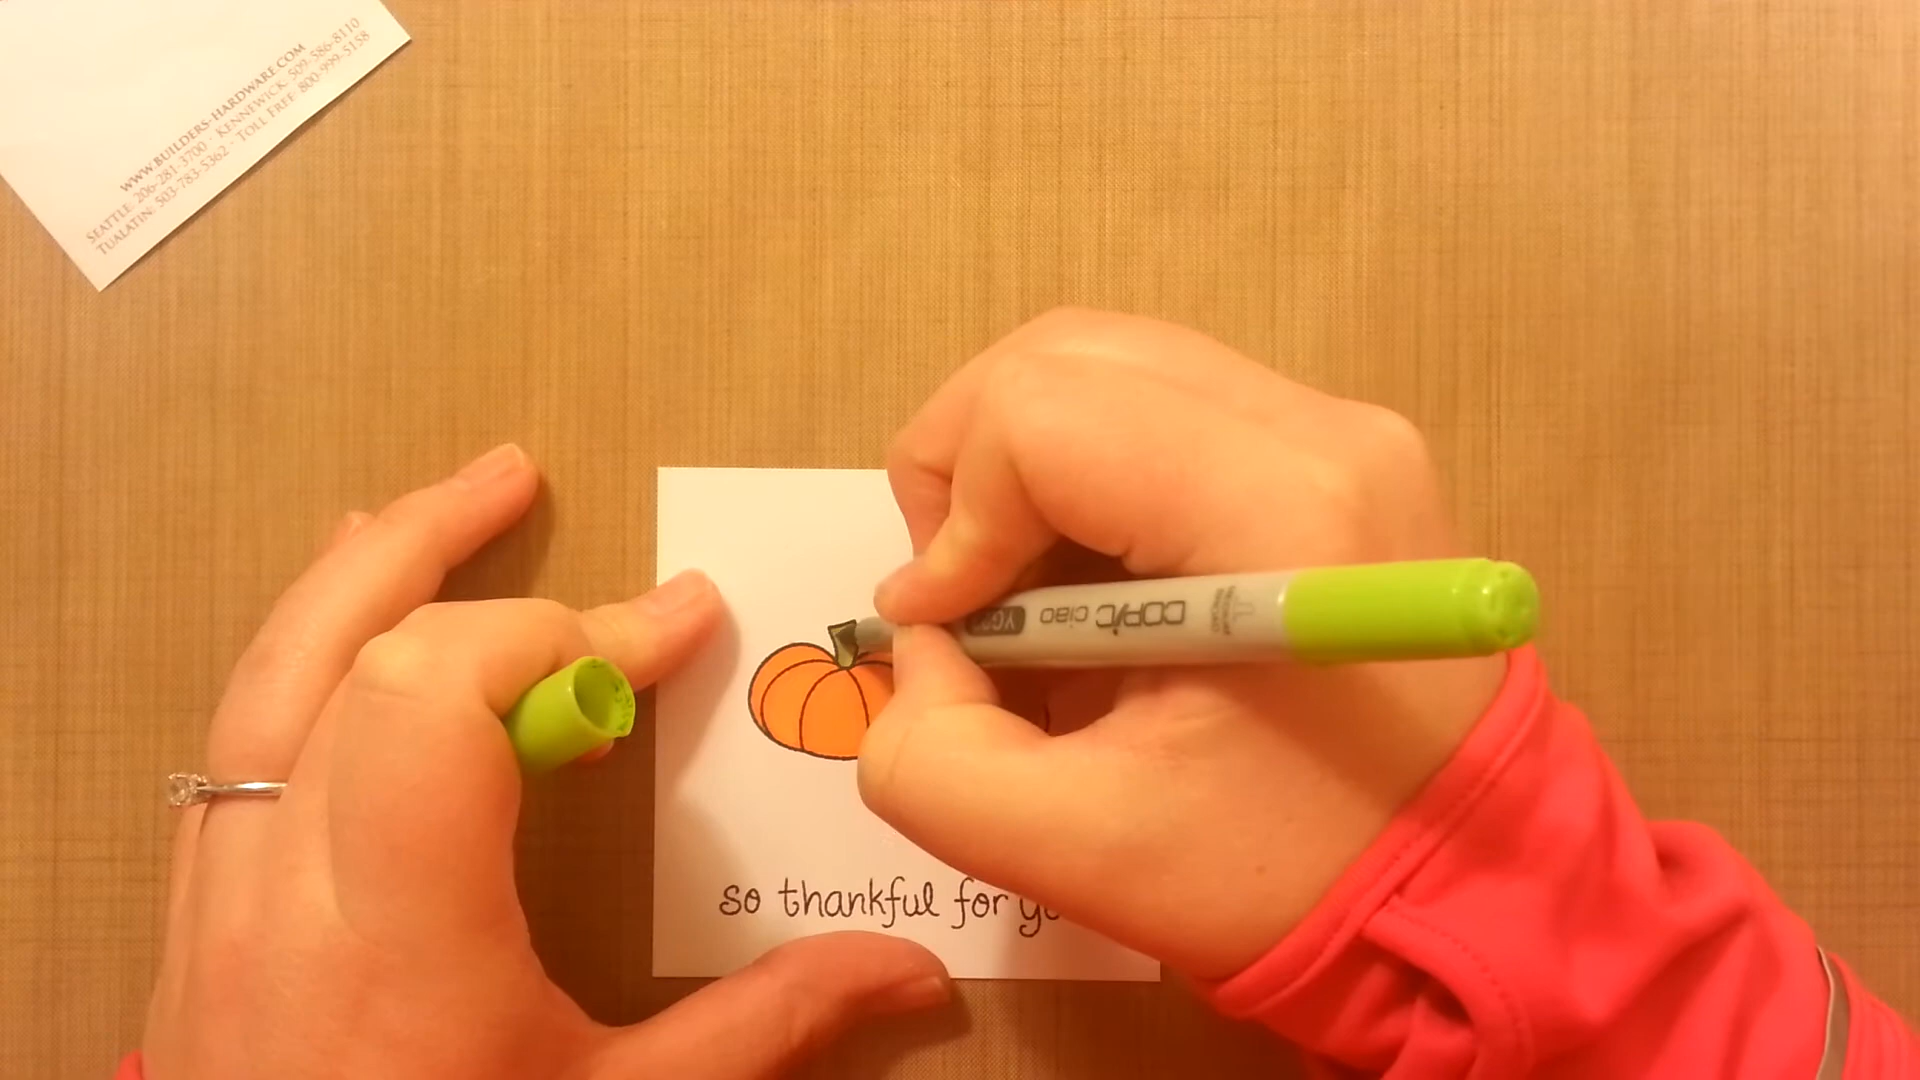 WWW.BUILDERS-HARDWARE.COM
SEATTLE: 206-281-3700 · KENNEWICK: 509-586-8110
TUALATIN: 503-783-5362 · TOLL FREE: 800-999-5158
COPIC ciao
so thankful for